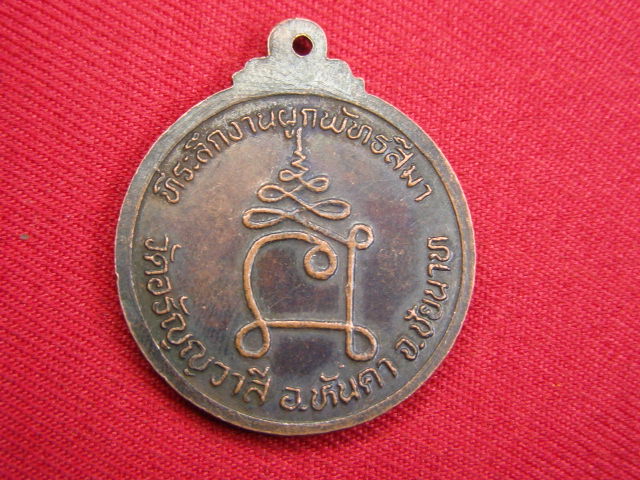 ที่ระลึกงานผูกพัทธสีมา
วัดอรัญญวาสี อ.หันคา จ.ชัยนาท